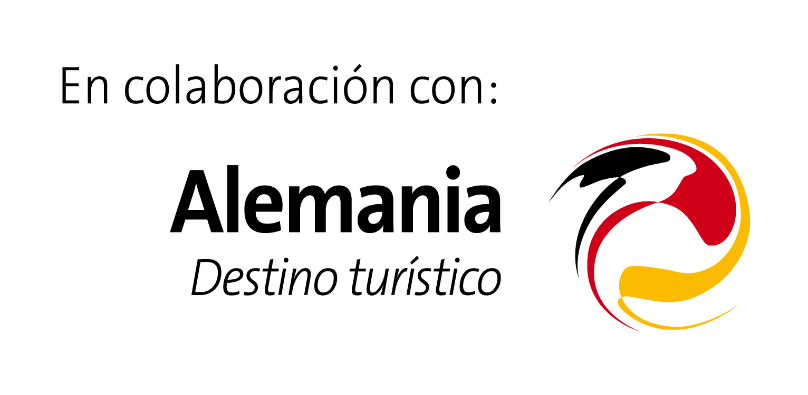 En colaboración con:
Alemania
Destino turístico